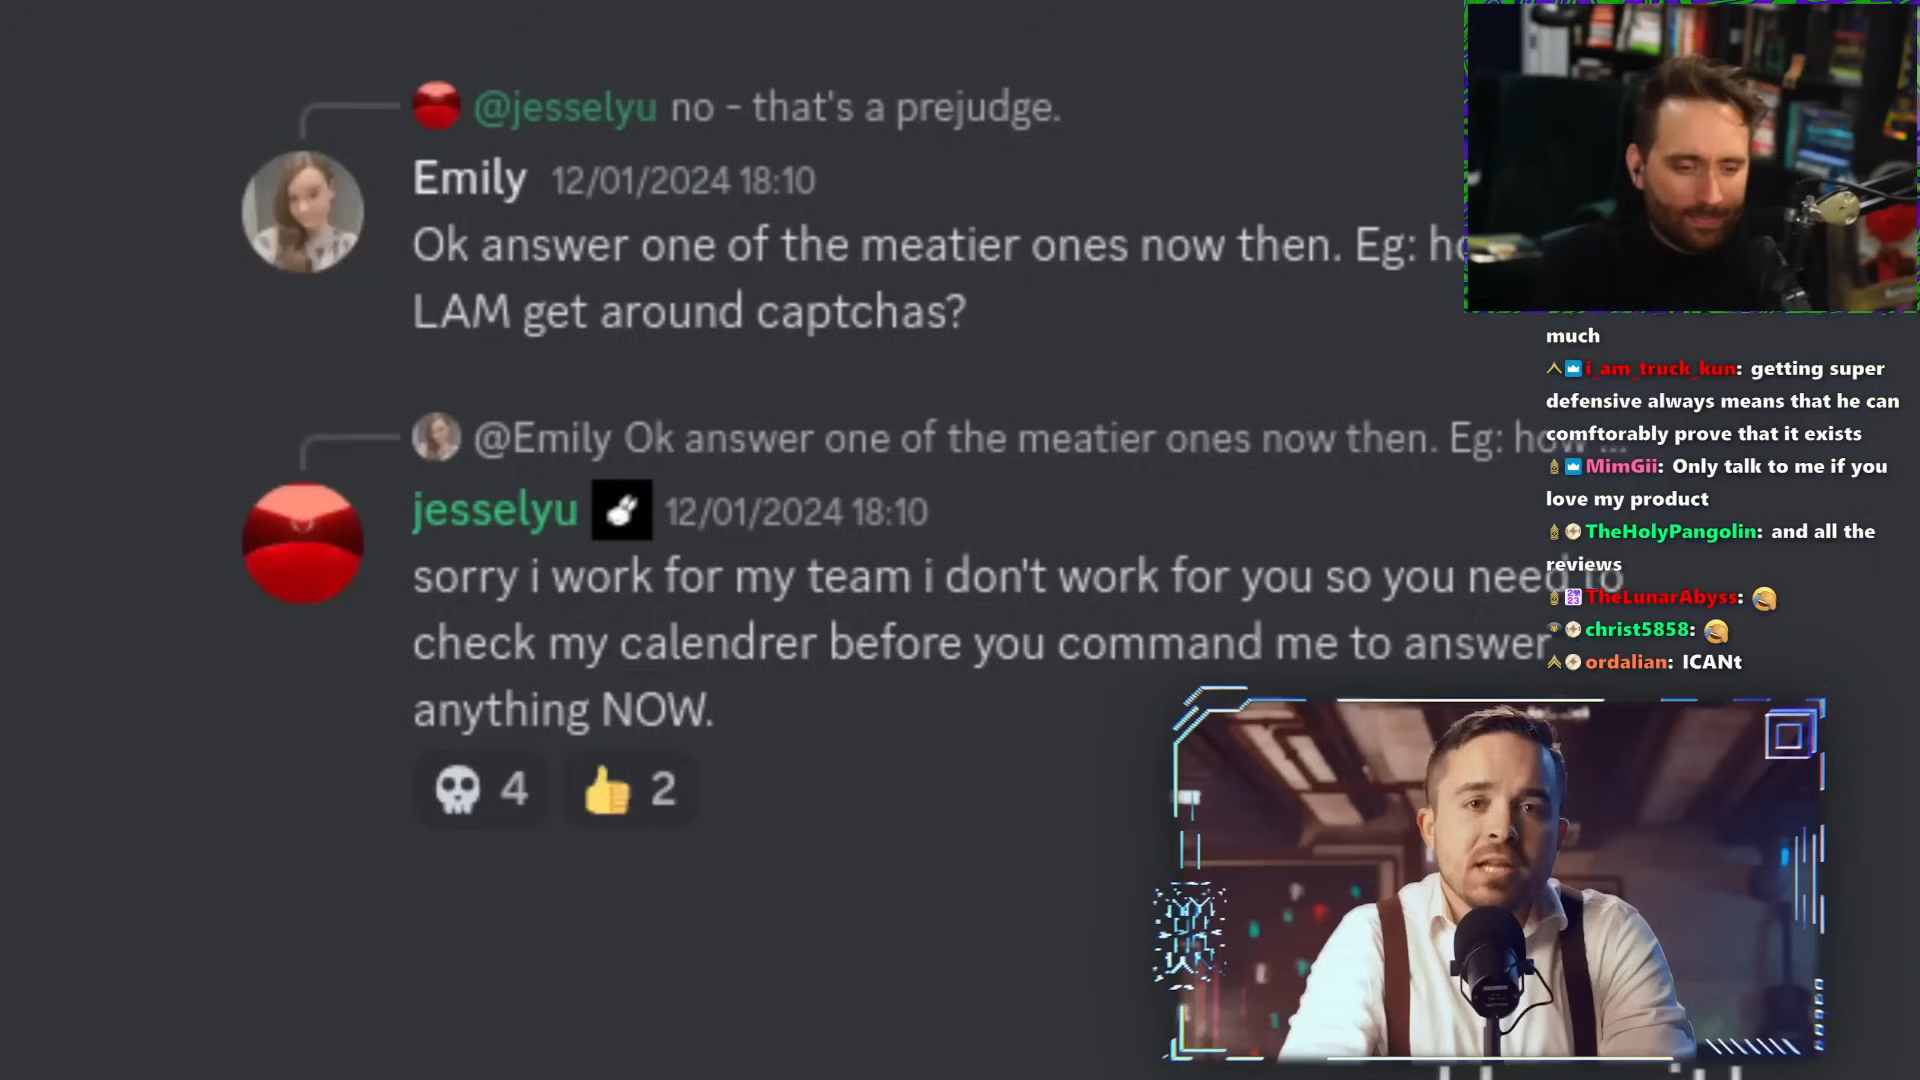 @jesselyu no - that's a prejudge.
Emily 12/01/2024 18:10
Ok answer one of the meatier ones now then. Eg:
LAM get around captchas?
@Emily Ok answer one of the meatier ones now then. Eg: how ...
jesselyu 12/01/2024 18:10
sorry i work for my team i don't work for you so you need to
check my calendrer before you command me to answer
anything NOW.
4 2
much
i_am_truck_kun: getting super
defensive always means that he can
comftorably prove that it exists
MimGii: Only talk to me if you
love my product
TheHolyPangolin: and all the
reviews
TheLunarAbyss:
christ5858:
ordalian: ICANt